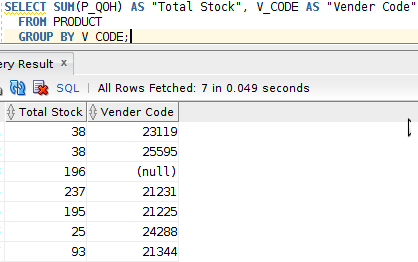 SELECT SUM(P_QOH) AS "Total Stock", V_CODE AS "Vender Code"
FROM PRODUCT
GROUP BY V_CODE;
ery Result x
SQL | All Rows Fetched: 7 in 0.049 seconds
Total Stock Vender Code
38 23119
38 25595
196 (null)
237 21231
195 21225
25 24288
93 21344